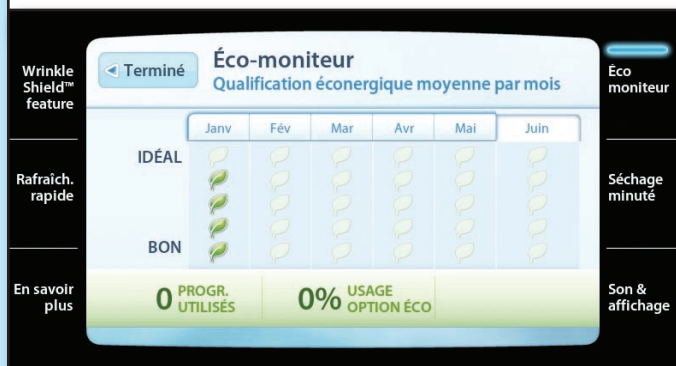 Wrinkle
Shield™
feature
Rafraîch.
rapide
En savoir
plus
Terminé
Éco-moniteur
Qualification éconergique moyenne par mois
Janv Fév Mar Avr Mai Juin
IDÉAL
BON
0 PROGR.
UTILISÉS
0% USAGE
OPTION ÉCO
Éco
moniteur
Séchage
minuté
Son &
affichage